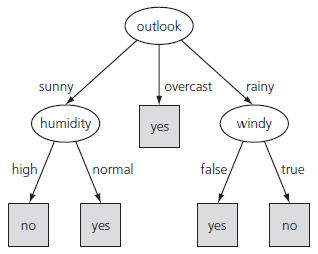 outlook
sunny overcast rainy
humidity yes windy
high normal false true
no yes yes no